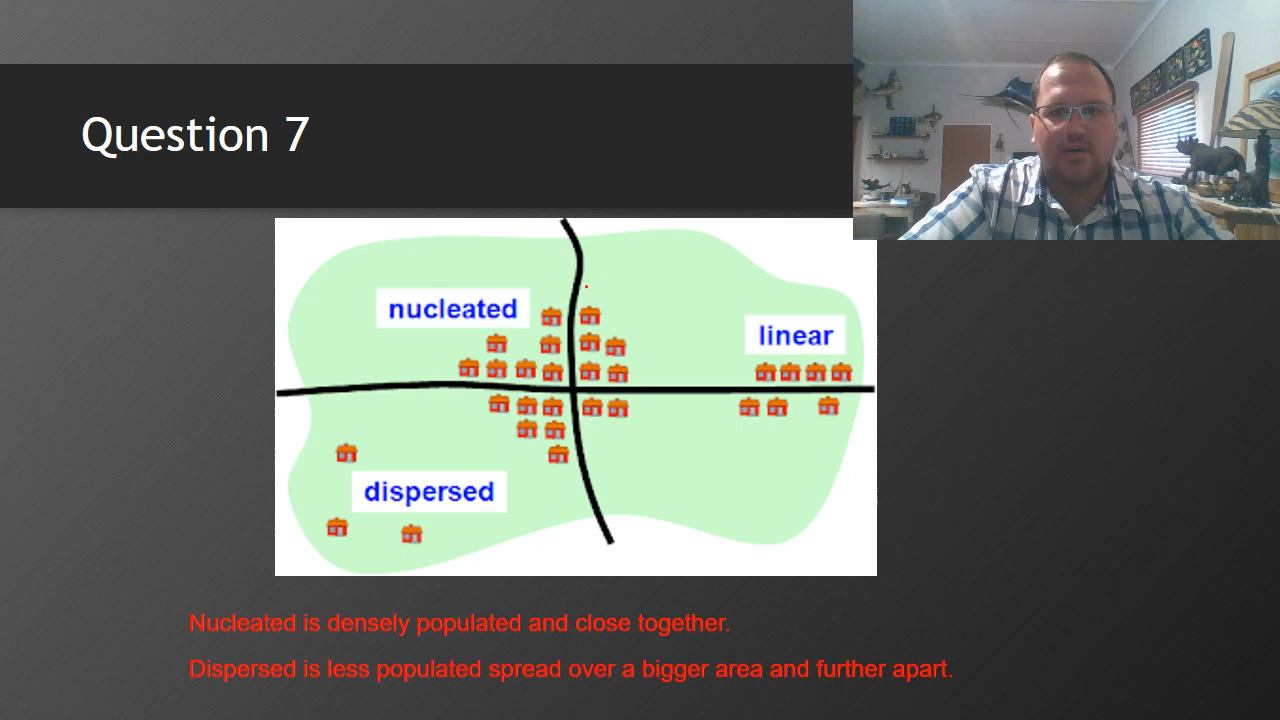 Question 7
nucleated
linear
dispersed
Nucleated is densely populated and close together.
Dispersed is less populated spread over a bigger area and further apart.